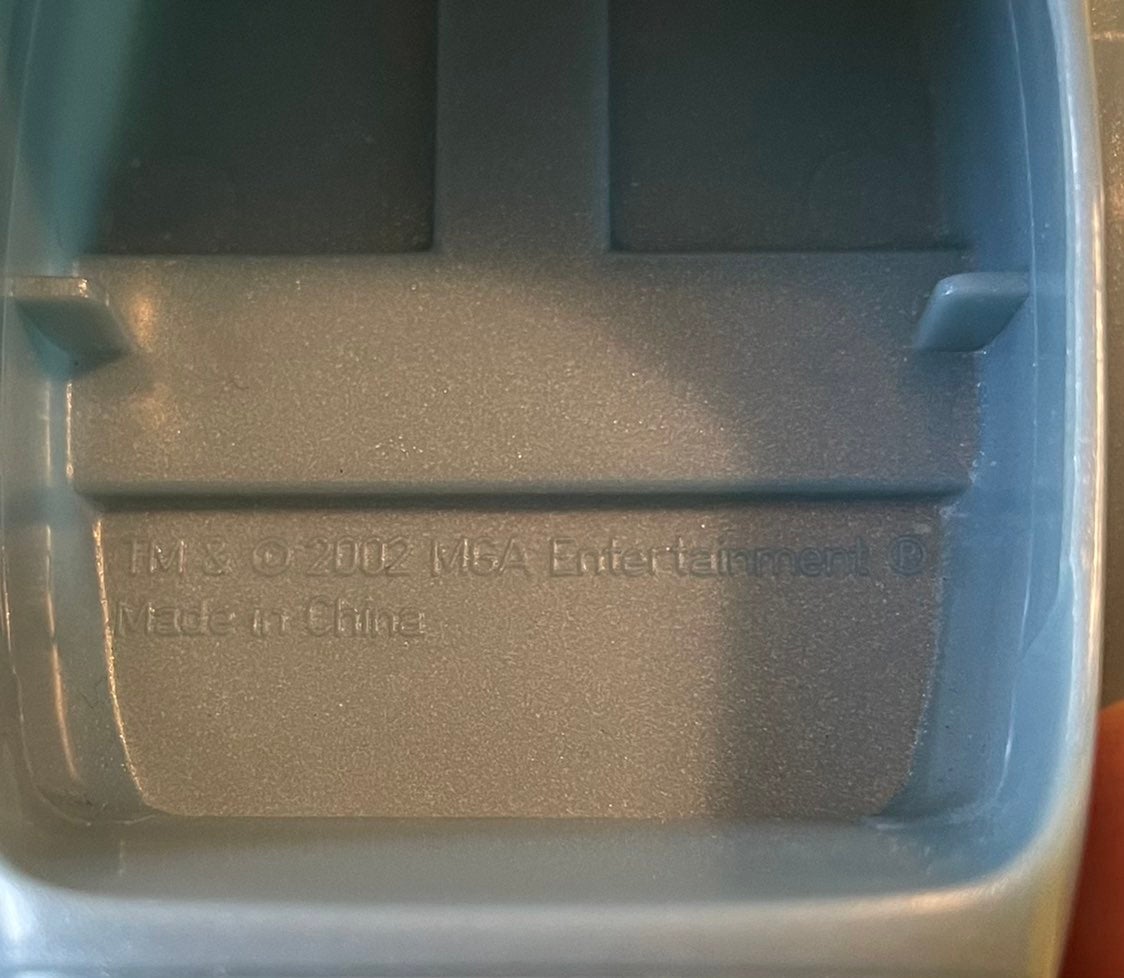 TM & © 2002 MGA Entertainment ®
Made in China